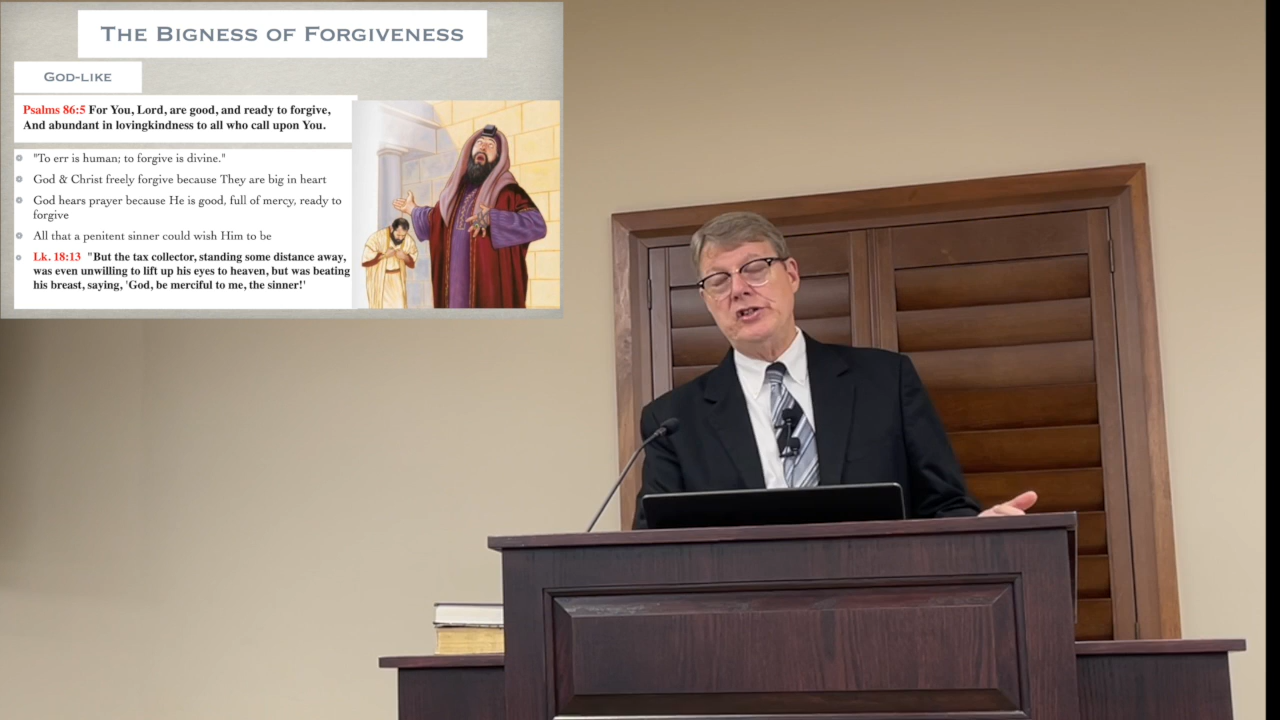 THE BIGNESS OF FORGIVENESS
GOD-LIKE
Psalms 86:5 For You, Lord, are good, and ready to forgive,
And abundant in lovingkindness to all who call upon You.
"To err is human; to forgive is divine."
God & Christ freely forgive because They are big in heart
God hears prayer because He is good, full of mercy, ready to
forgive
All that a penitent sinner could wish Him to be
Lk. 18:13 "But the tax collector, standing some distance away,
was even unwilling to lift up his eyes to heaven, but was beating
his breast, saying, 'God, be merciful to me, the sinner!'